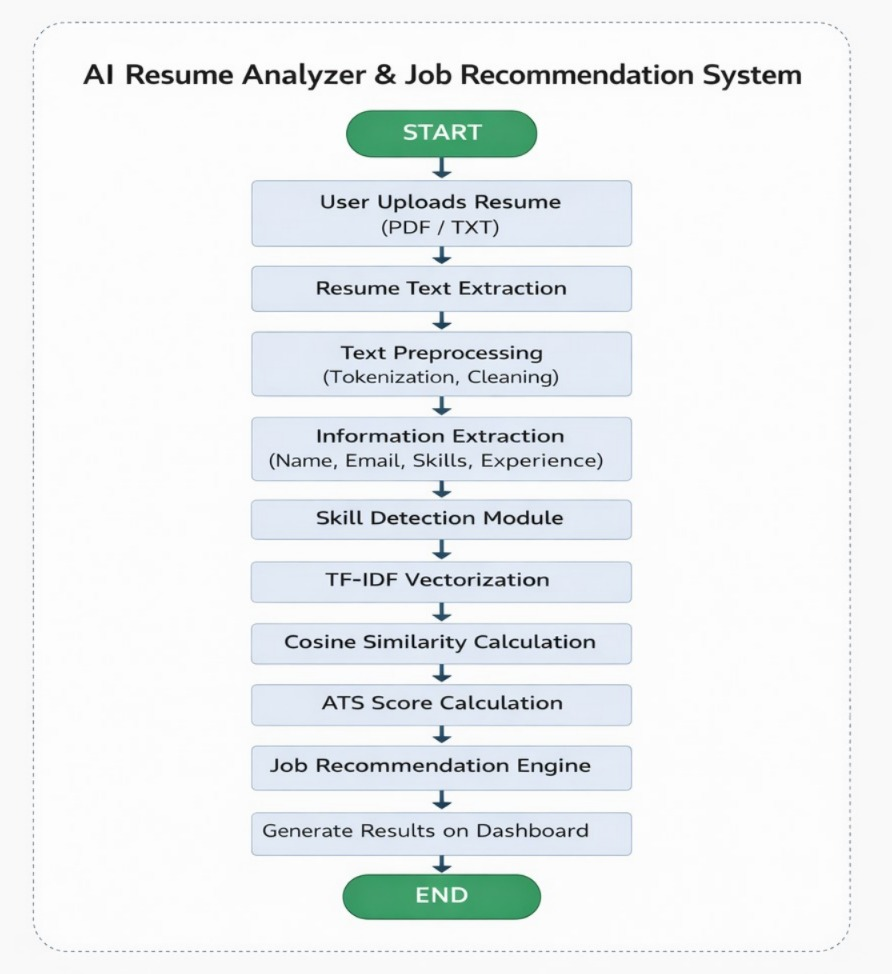 AI Resume Analyzer & Job Recommendation System
START
User Uploads Resume
(PDF / TXT)
Resume Text Extraction
Text Preprocessing
(Tokenization, Cleaning)
Information Extraction
(Name, Email, Skills, Experience)
Skill Detection Module
TF-IDF Vectorization
Cosine Similarity Calculation
ATS Score Calculation
Job Recommendation Engine
Generate Results on Dashboard
END